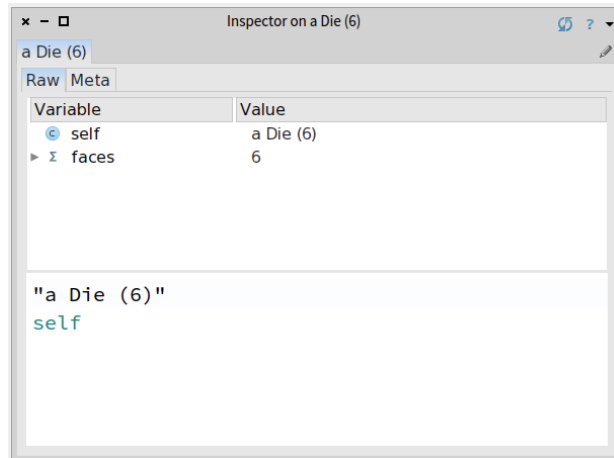 Inspector on a Die (6)
?
a Die (6)
Raw Meta
Variable Value
c self a Die (6)
Σ faces 6
"a Die (6)"
self